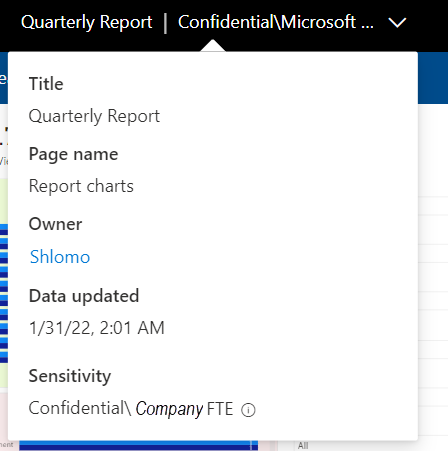 Quarterly Report | Confidential\Microsoft ...
Title
Quarterly Report
Page name
Report charts
Owner
Shlomo
Data updated
1/31/22, 2:01 AM
Sensitivity
Confidential\ Company FTE
All